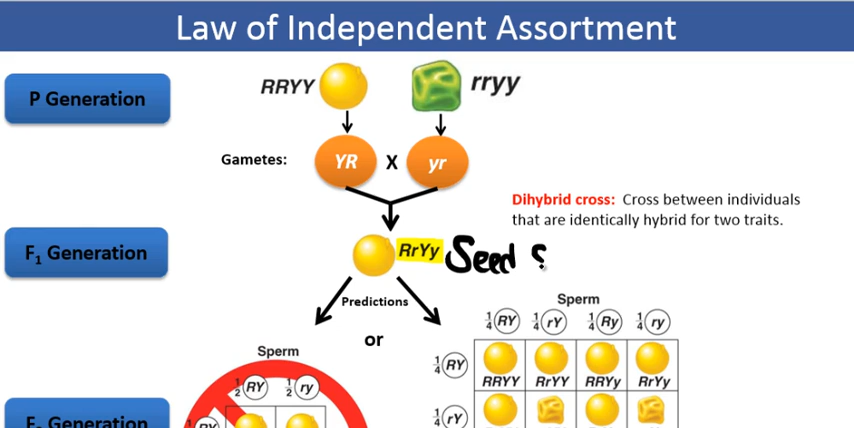 Law of Independent Assortment
P Generation
RRYY
rryy
Gametes:
YR
X
yr
Dihybrid cross: Cross between individuals
that are identically hybrid for two traits.
F1 Generation
RrYy
Seed
Predictions
or
Sperm
1/4 RY 1/4 rY 1/4 Ry 1/4 ry
1/4 RY
RRYY RrYY RRYy RrYy
1/4 rY
Sperm
1/2 RY 1/2 ry
RY
Generation